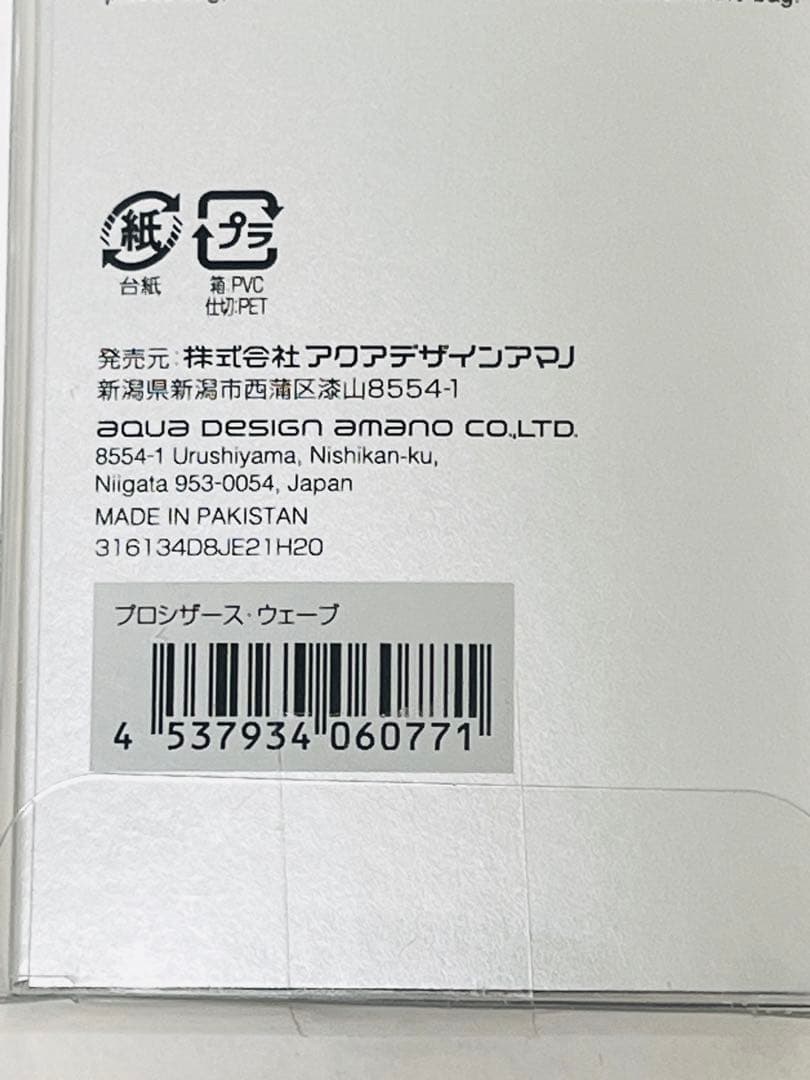 bag.
紙 プラ
台紙 箱:PVC
仕切:PET
発売元:株式会社アクアデザインアマノ
新潟県新潟市西蒲区漆山8554-1
aqua Design amano CO.,LTD.
8554-1 Urushiyama, Nishikan-ku,
Niigata 953-0054, Japan
MADE IN PAKISTAN
316134D8JE21H20
プロシザース・ウェーブ
4 537934 060771